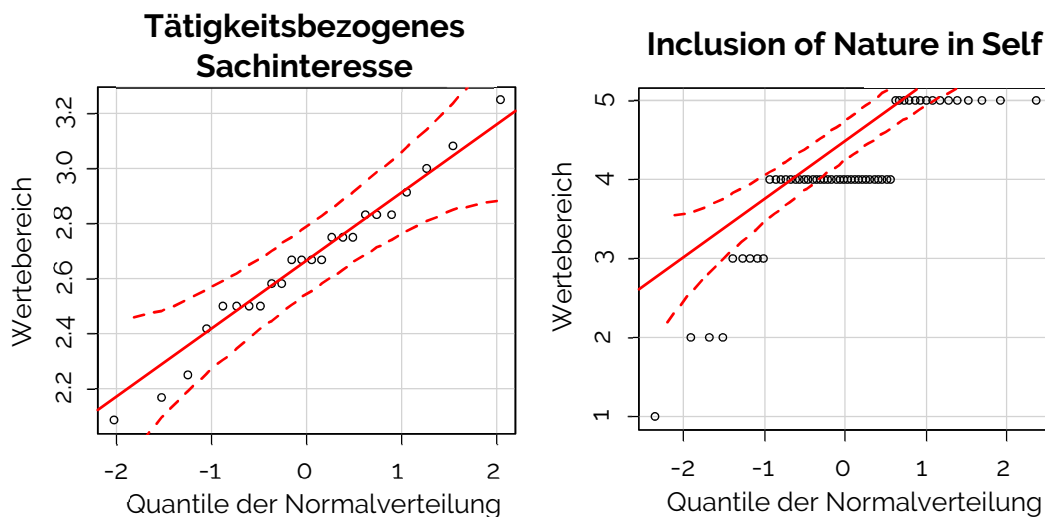 Tätigkeitsbezogenes
Sachinteresse
Wertebereich
3.2
3.0
2.8
2.6
2.4
2.2
-2 -1 0 1 2
Quantile der Normalverteilung
Inclusion of Nature in Self
Wertebereich
5
4
3
2
1
-2 -1 0 1 2
Quantile der Normalverteilung